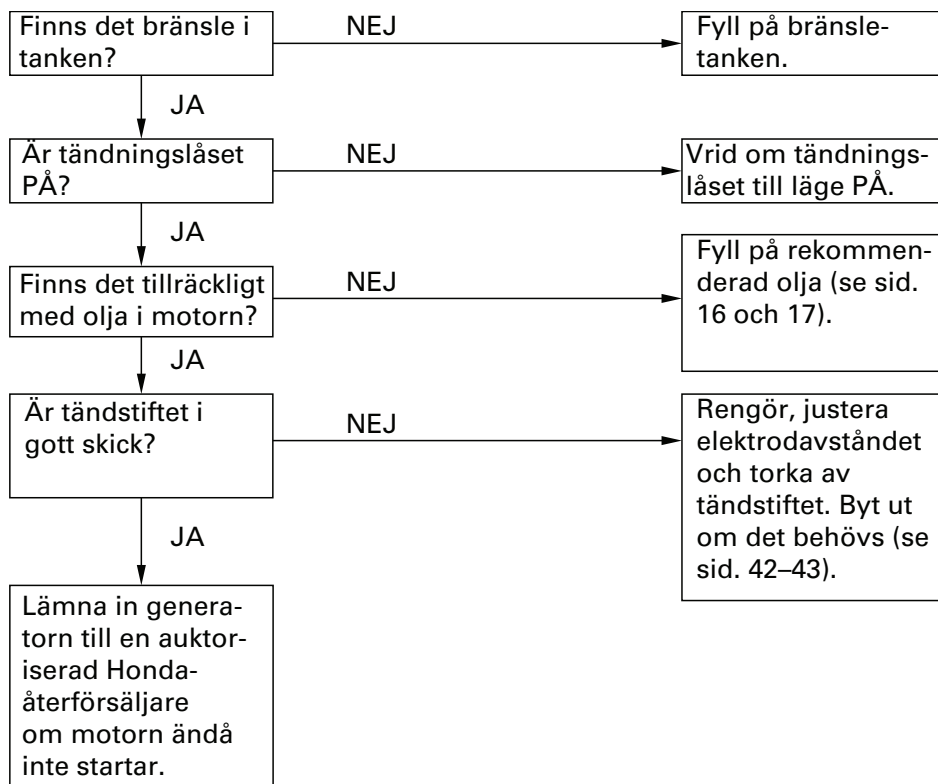 Finns det bränsle i
tanken?
NEJ
Fyll på bränsle-
tanken.
JA
Är tändningslåset
PÅ?
NEJ
Vrid om tändnings-
låset till läge PÅ.
JA
Finns det tillräckligt
med olja i motorn?
NEJ
Fyll på rekommen-
derad olja (se sid.
16 och 17).
JA
Är tändstiftet i
gott skick?
NEJ
Rengör, justera
elektrodavståndet
och torka av
tändstiftet. Byt ut
om det behövs (se
sid. 42–43).
JA
Lämna in genera-
torn till en auktor-
iserad Honda-
återförsäljare
om motorn ändå
inte startar.